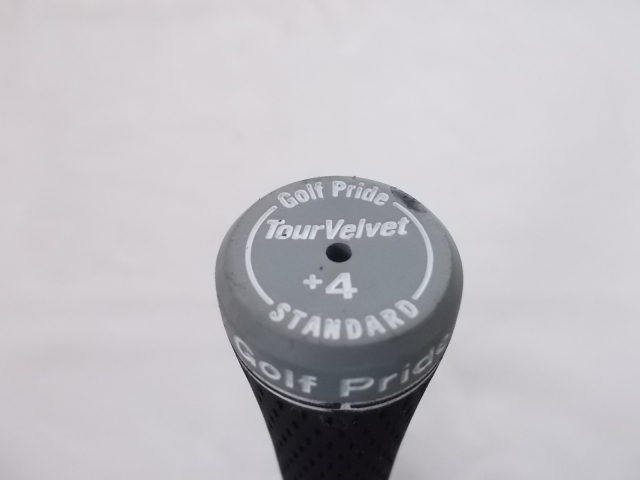 Golf Pride
TourVelvet
+4
STANDARD
Golf Pride